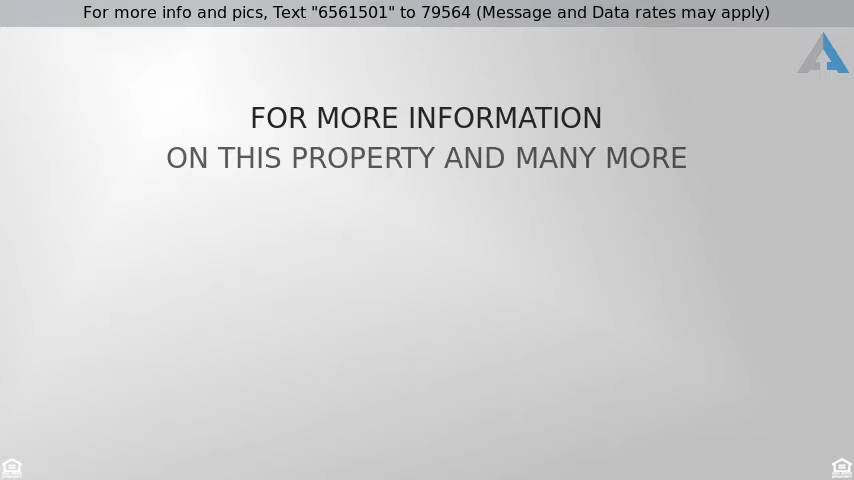 For more info and pics, Text "6561501" to 79564 (Message and Data rates may apply)
FOR MORE INFORMATION
ON THIS PROPERTY AND MANY MORE